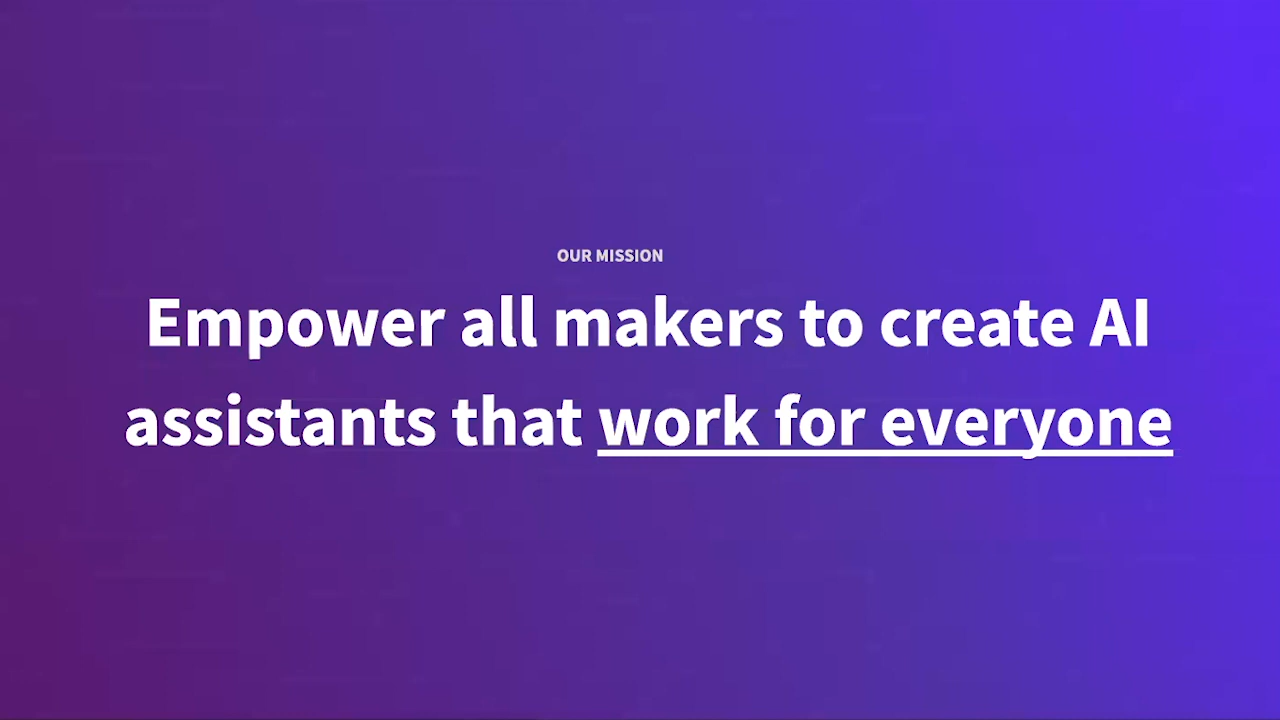 OUR MISSION
Empower all makers to create AI
assistants that work for everyone